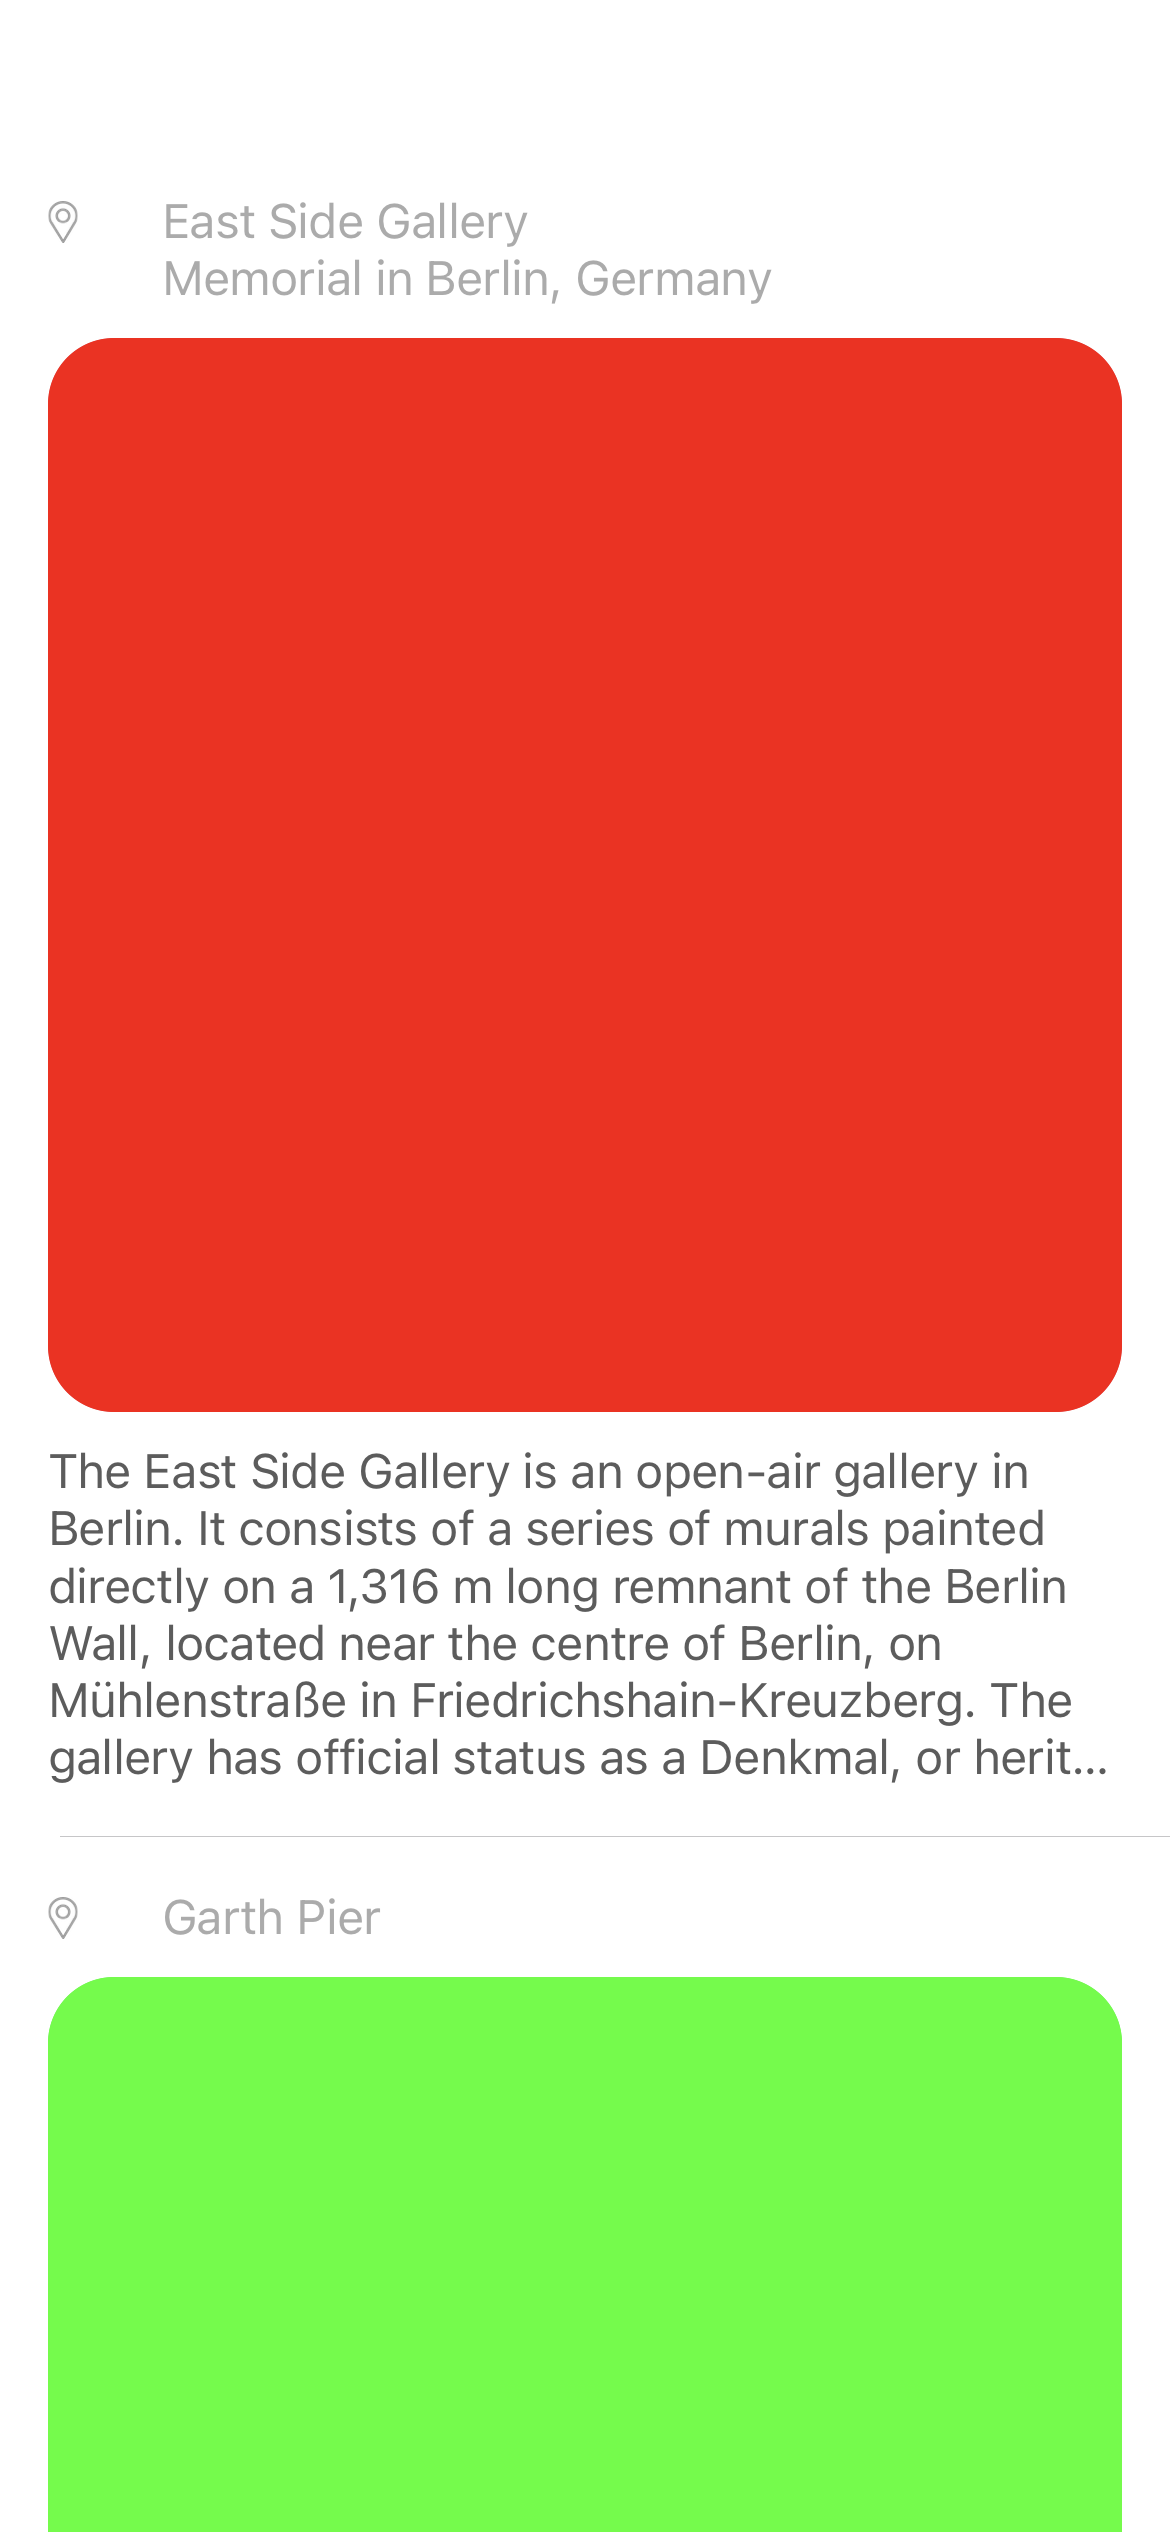 East Side Gallery
Memorial in Berlin, Germany
The East Side Gallery is an open-air gallery in
Berlin. It consists of a series of murals painted
directly on a 1,316 m long remnant of the Berlin
Wall, located near the centre of Berlin, on
Mühlenstraße in Friedrichshain-Kreuzberg. The
gallery has official status as a Denkmal, or herit...
Garth Pier